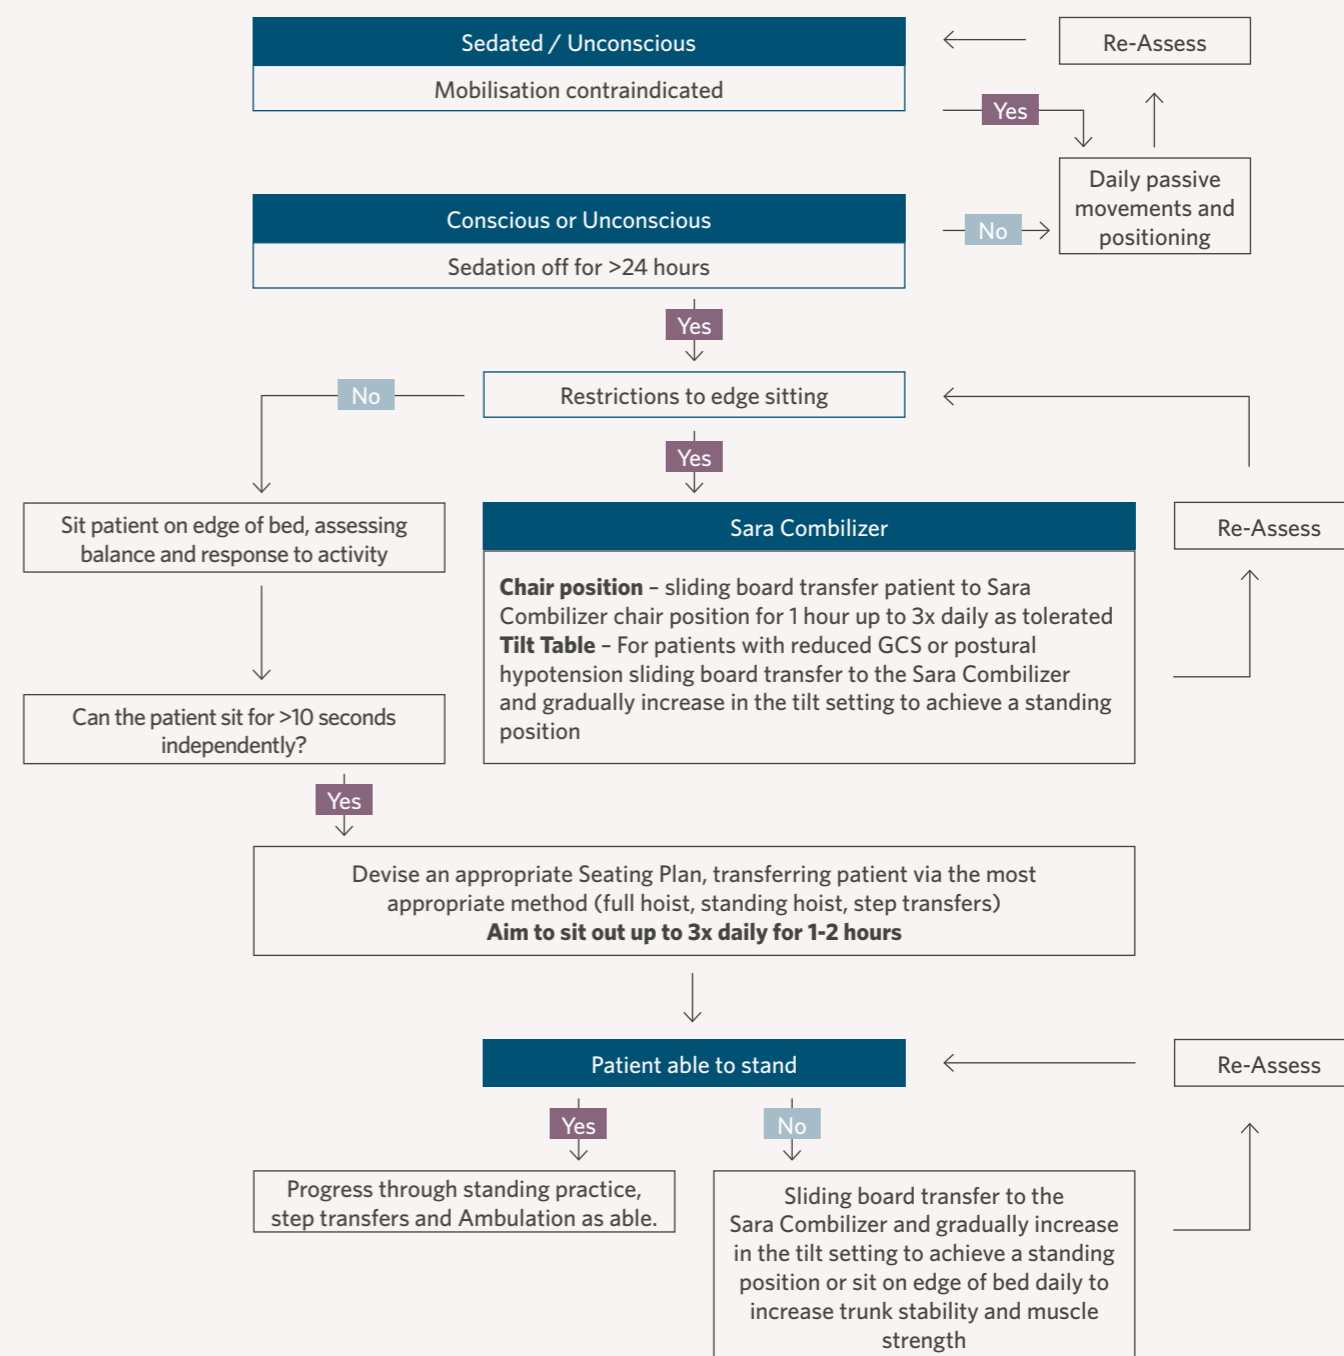 Sedated / Unconscious
Re-Assess
Mobilisation contraindicated
Yes
Daily passive
movements and
positioning
Conscious or Unconscious
No
Sedation off for >24 hours
Yes
Restrictions to edge sitting
No
Yes
Sit patient on edge of bed, assessing
balance and response to activity
Sara Combilizer
Re-Assess
Chair position – sliding board transfer patient to Sara
Combilizer chair position for 1 hour up to 3x daily as tolerated
Tilt Table – For patients with reduced GCS or postural
hypotension sliding board transfer to the Sara Combilizer
and gradually increase in the tilt setting to achieve a standing
position
Can the patient sit for >10 seconds
independently?
Yes
Devise an appropriate Seating Plan, transferring patient via the most
appropriate method (full hoist, standing hoist, step transfers)
Aim to sit out up to 3x daily for 1-2 hours
Patient able to stand
Re-Assess
Yes
No
Progress through standing practice,
step transfers and Ambulation as able.
Sliding board transfer to the
Sara Combilizer and gradually increase
in the tilt setting to achieve a standing
position or sit on edge of bed daily to
increase trunk stability and muscle
strength